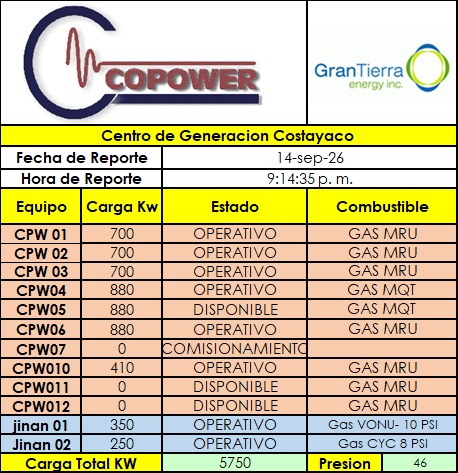 COPOWER
GranTierra
energy inc.
Centro de Generacion Costayaco
Fecha de Reporte 14-sep-26
Hora de Reporte 9:14:35 p. m.
Equipo Carga Kw Estado Combustible
CPW 01 700 OPERATIVO GAS MRU
CPW 02 700 OPERATIVO GAS MRU
CPW 03 700 OPERATIVO GAS MRU
CPW04 880 OPERATIVO GAS MQT
CPW05 880 DISPONIBLE GAS MQT
CPW06 880 OPERATIVO GAS MRU
CPW07 0 COMISIONAMIENTO
CPW010 410 OPERATIVO GAS MRU
CPW011 0 DISPONIBLE GAS MRU
CPW012 0 DISPONIBLE GAS MRU
jinan 01 350 OPERATIVO Gas VONU- 10 PSI
Jinan 02 250 OPERATIVO Gas CYC 8 PSI
Carga Total KW 5750 Presion 46